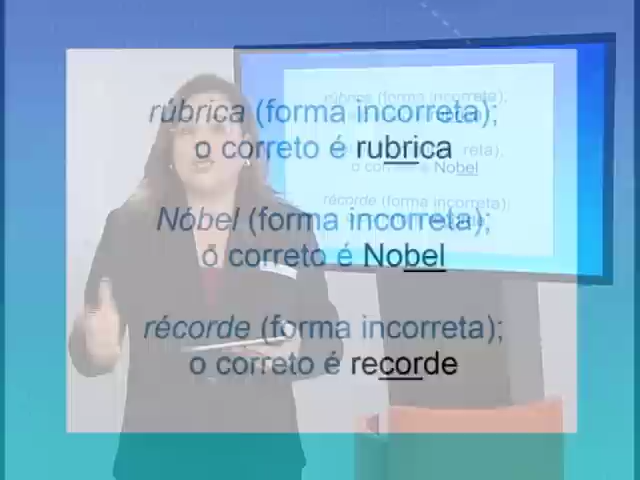 rúbrica (forma incorreta);
o correto é rubrica
Nóbel (forma incorreta);
o correto é Nobel
récorde (forma incorreta);
o correto é recorde
rúbrica (forma incorreta);
reta),
o Nobel
récorde (forma incorreta);